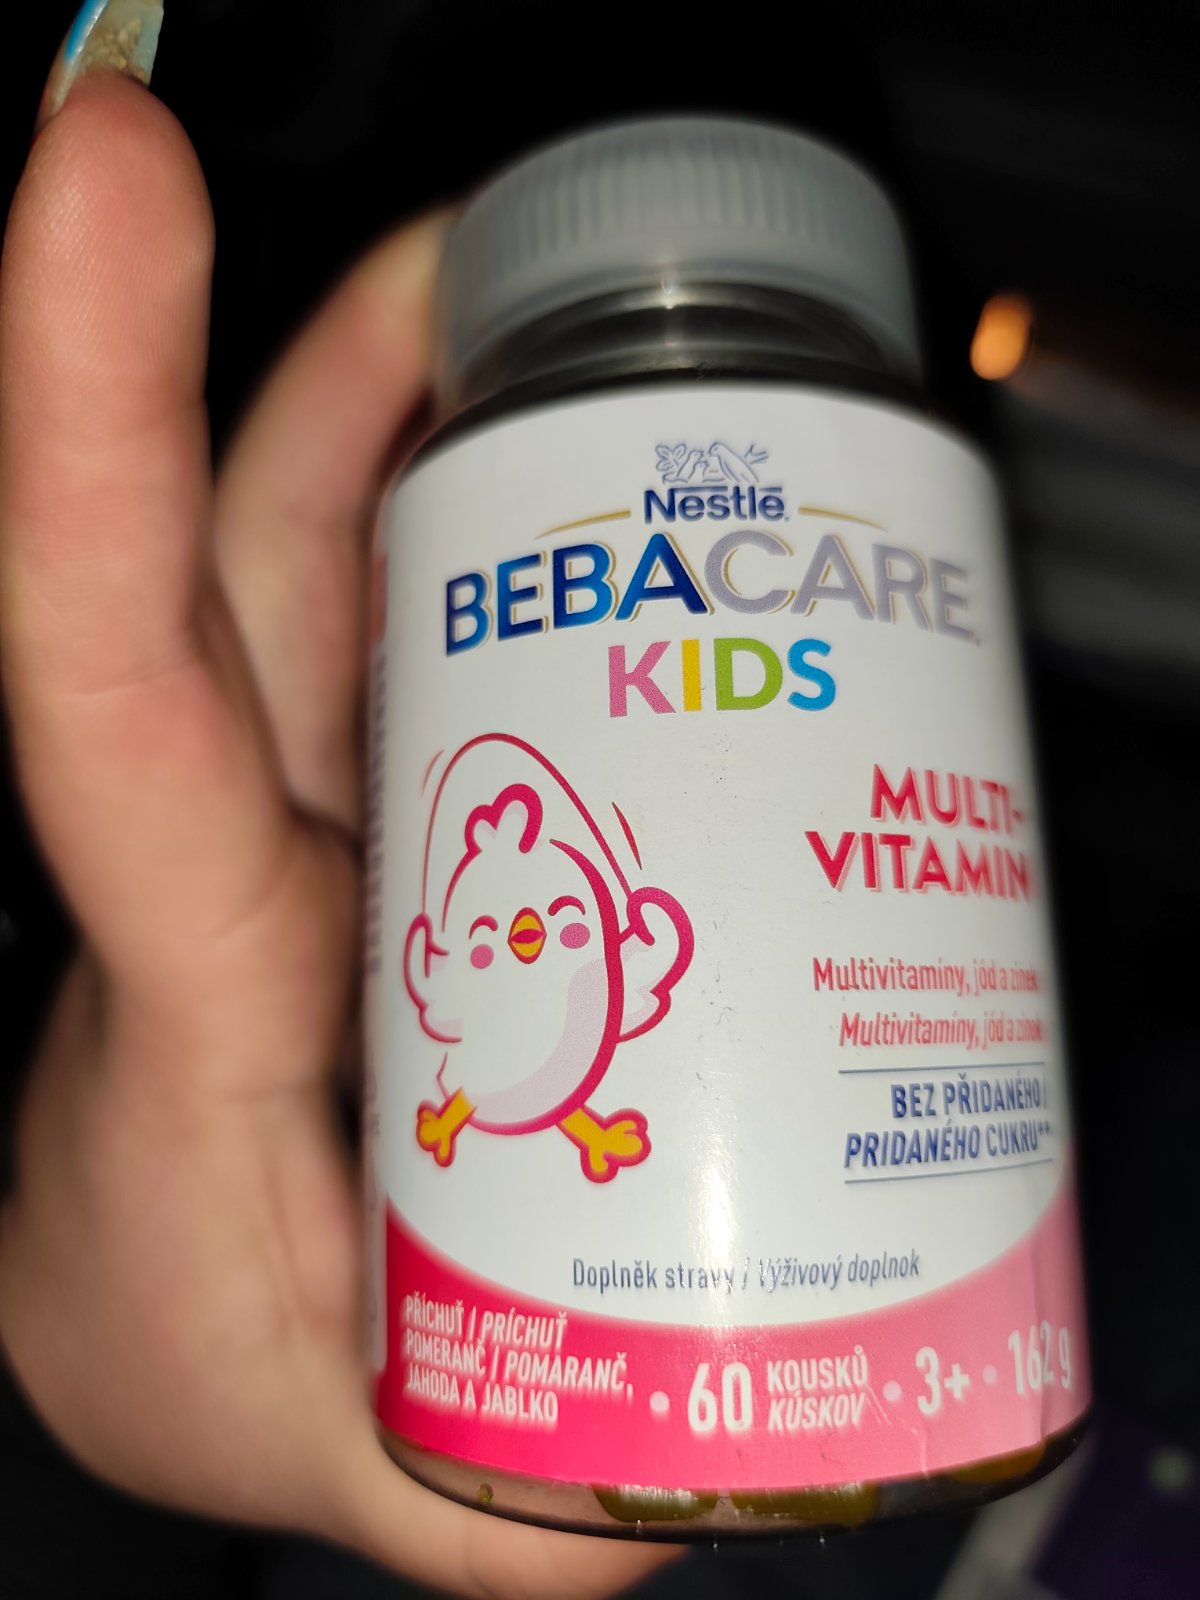 Nestlé
BEBACARE
KIDS
MULTI-
VITAMIN
Multivitamíny, jód a zinek
Multivitamíny, jód a zinok
BEZ PŘIDANÉHO /
PRIDANÉHO CUKRU**
Doplněk stravy / Výživový doplnok
PŘÍCHUŤ / PRÍCHUŤ
POMERANČ / POMARANČ,
JAHODA A JABLKO
• 60 KOUSKŮ
KÚSKOV • 3+ • 162 g